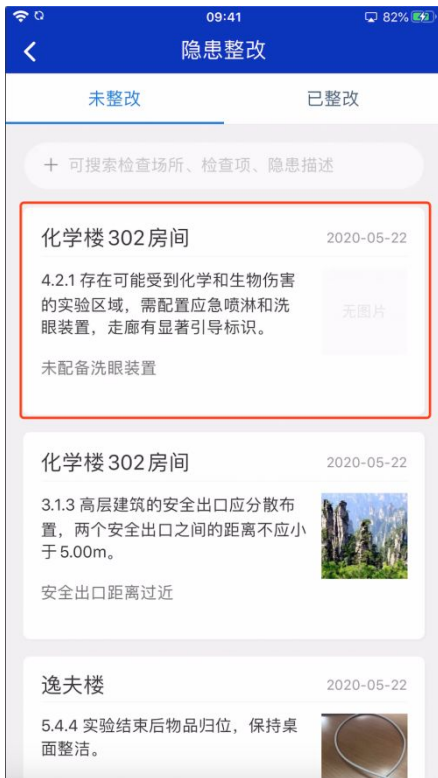 09:41
82%
隐患整改
未整改
已整改
+ 可搜索检查场所、检查项、隐患描述
化学楼302房间
2020-05-22
4.2.1 存在可能受到化学和生物伤害
的实验区域，需配置应急喷淋和洗
眼装置，走廊有显著引导标识。
无图片
未配备洗眼装置
化学楼302房间
2020-05-22
3.1.3 高层建筑的安全出口应分散布
置，两个安全出口之间的距离不应小
于5.00m。
安全出口距离过近
逸夫楼
2020-05-22
5.4.4 实验结束后物品归位，保持桌
面整洁。